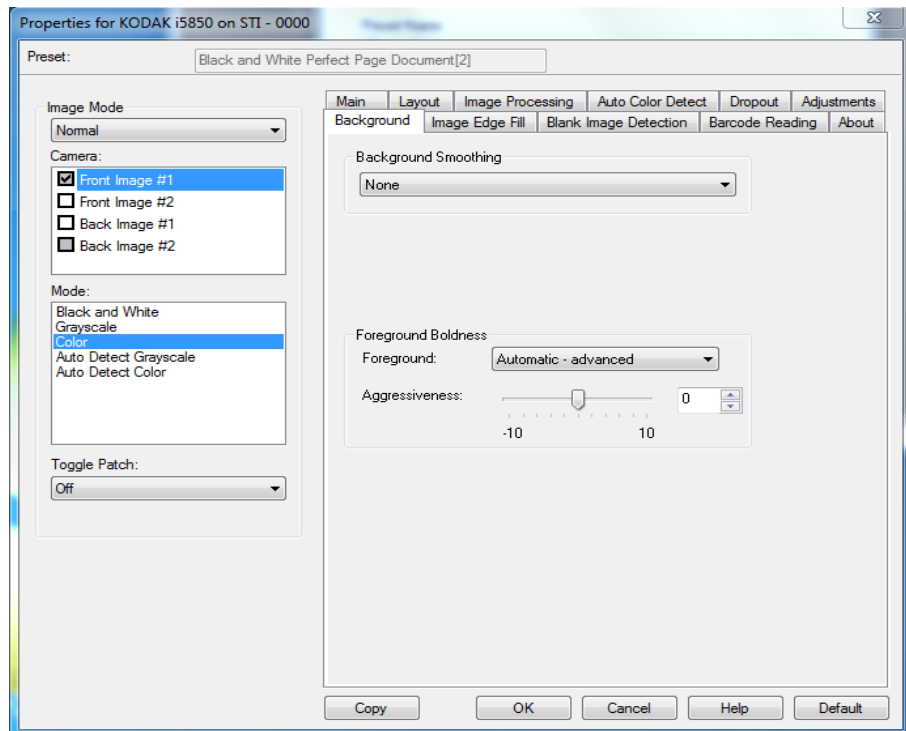 Properties for KODAK i5850 on STI - 0000
Preset:
Black and White Perfect Page Document[2]
Image Mode
Normal
Camera:
Front Image #1
Front Image #2
Back Image #1
Back Image #2
Mode:
Black and White
Grayscale
Color
Auto Detect Grayscale
Auto Detect Color
Toggle Patch:
Off
Main Layout Image Processing Auto Color Detect Dropout Adjustments
Background Image Edge Fill Blank Image Detection Barcode Reading About
Background Smoothing
None
Foreground Boldness
Foreground: Automatic - advanced
Aggressiveness: 0
-10 10
Copy OK Cancel Help Default